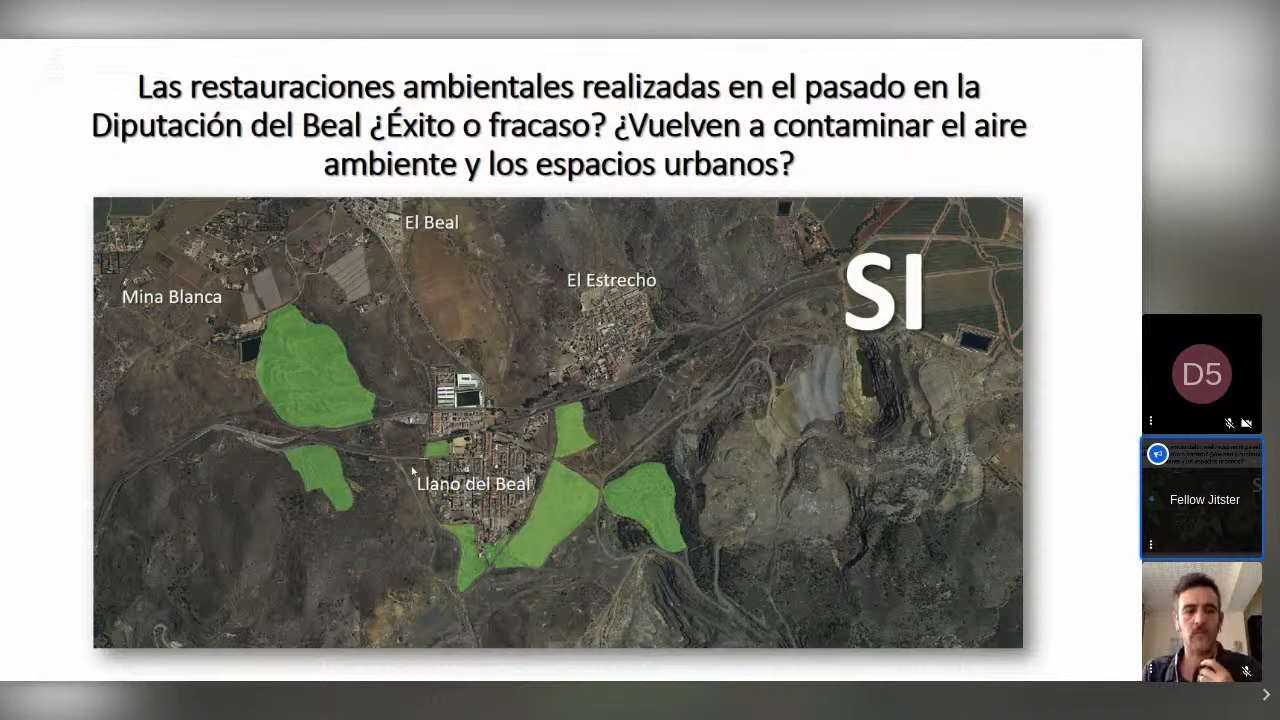 Las restauraciones ambientales realizadas en el pasado en la
Diputación del Beal ¿Éxito o fracaso? ¿Vuelven a contaminar el aire
ambiente y los espacios urbanos?
El Beal
El Estrecho
SI
Mina Blanca
Llano del Beal
D5
Fellow Jitster